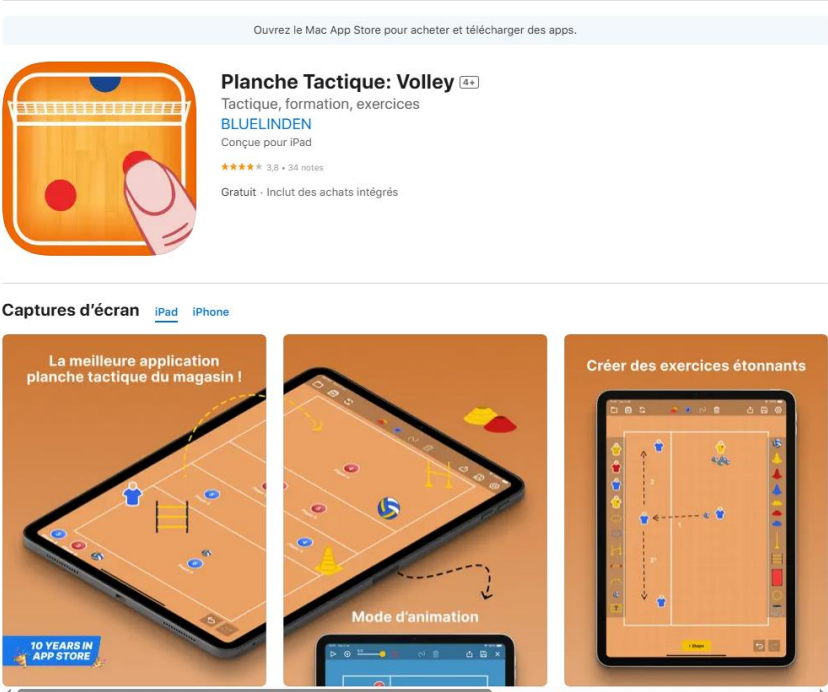 Ouvrez le Mac App Store pour acheter et télécharger des apps.
Planche Tactique: Volley 4+
Tactique, formation, exercices
BLUELINDEN
Conçue pour iPad
3,8 • 34 notes
Gratuit · Inclut des achats intégrés
Captures d’écran iPad iPhone
La meilleure application
planche tactique du magasin !
10 YEARS IN
APP STORE
Mode d’animation
Créer des exercices étonnants